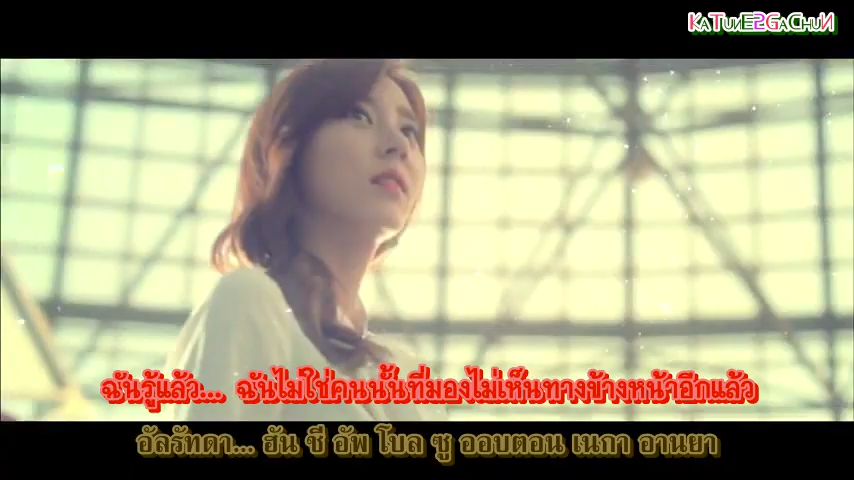 KaTUNE2GaChuN
ฉันรู้แล้ว... ฉันไม่ใช่คนนั้นที่มองไม่เห็นทางข้างหน้าอีกแล้ว
อัลรัทดา... ฮัน ชี อัพ โบล ซู ออบตอน เนกา อานยา